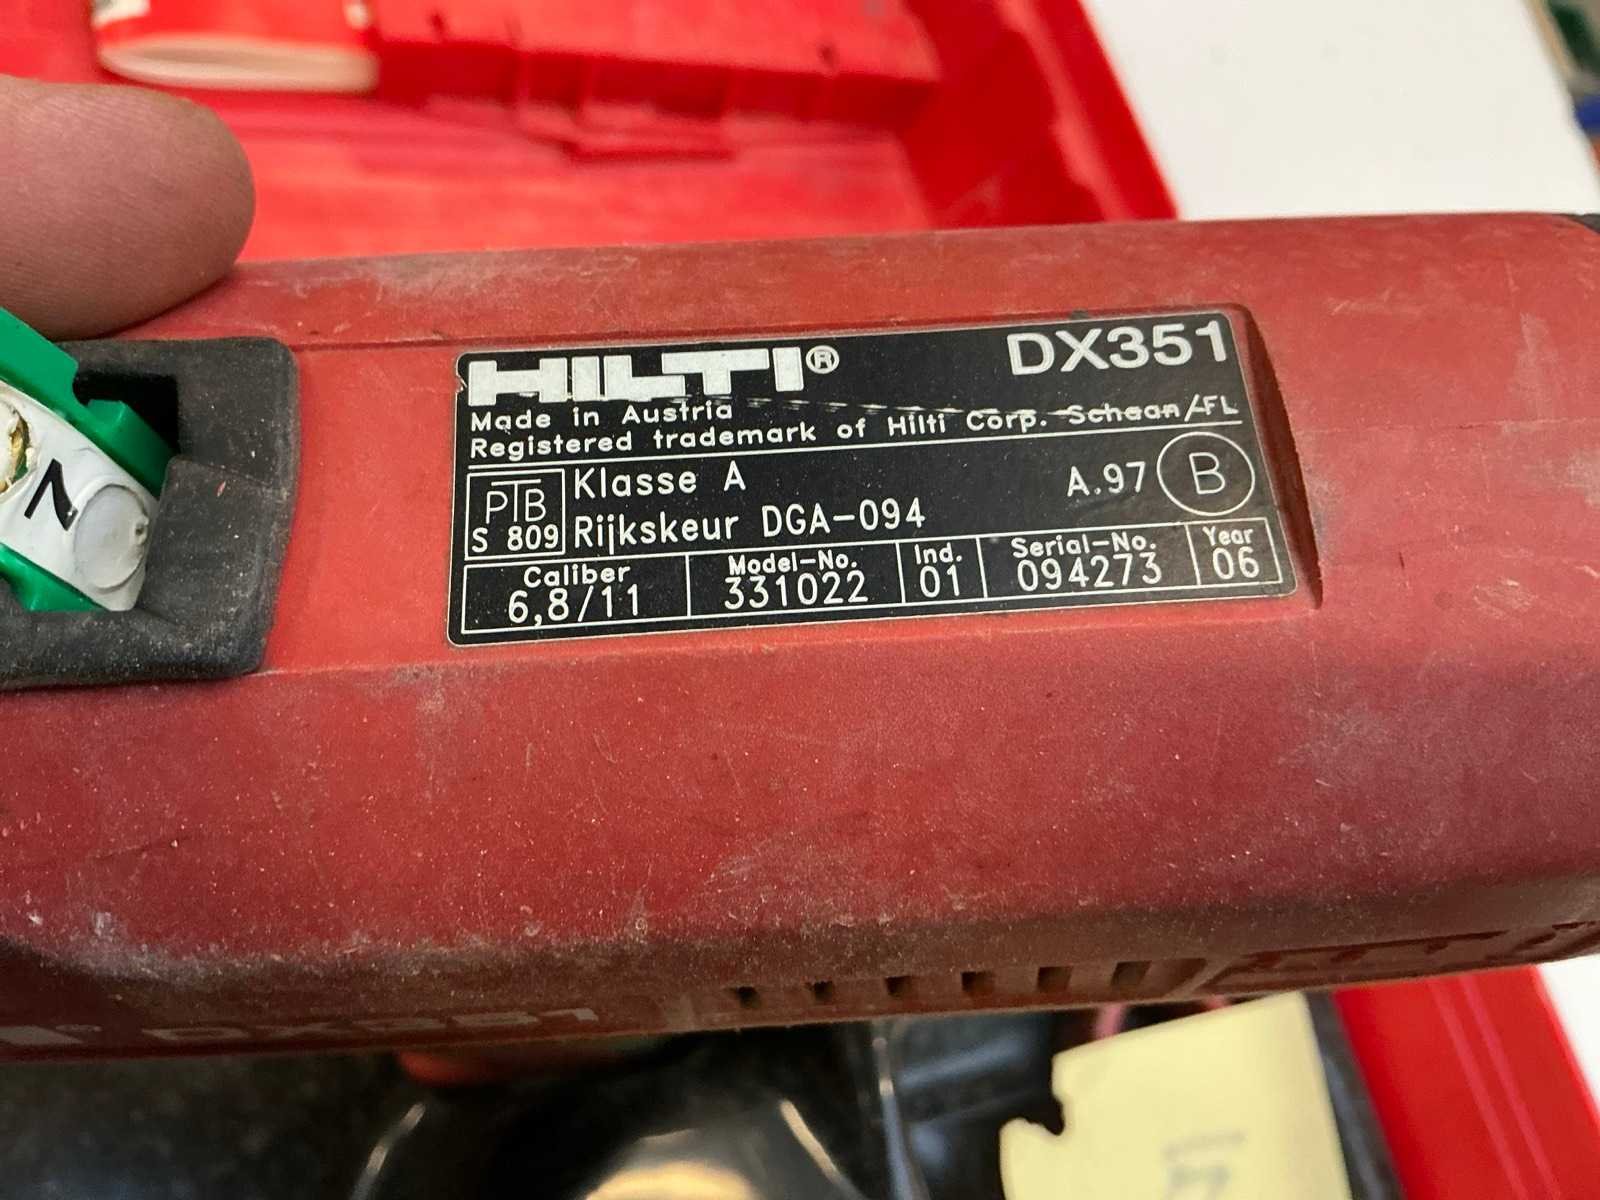 HILTI®
DX351
Made in Austria
Registered trademark of Hilti Corp. Schaan/FL
PTB
S 809
Klasse A
A.97 B
Rijkskeur DGA-094
Caliber
6,8/11
Model-No.
331022
Ind.
01
Serial-No.
094273
Year
06
N
DX351